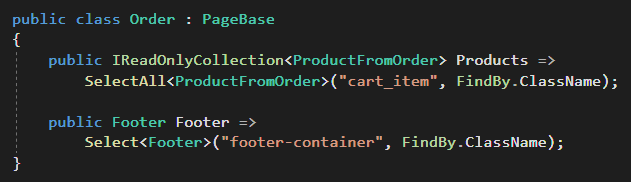 public class Order : PageBase
{
    public IReadOnlyCollection<ProductFromOrder> Products =>
        SelectAll<ProductFromOrder>("cart_item", FindBy.ClassName);

    public Footer Footer =>
        Select<Footer>("footer-container", FindBy.ClassName);
}